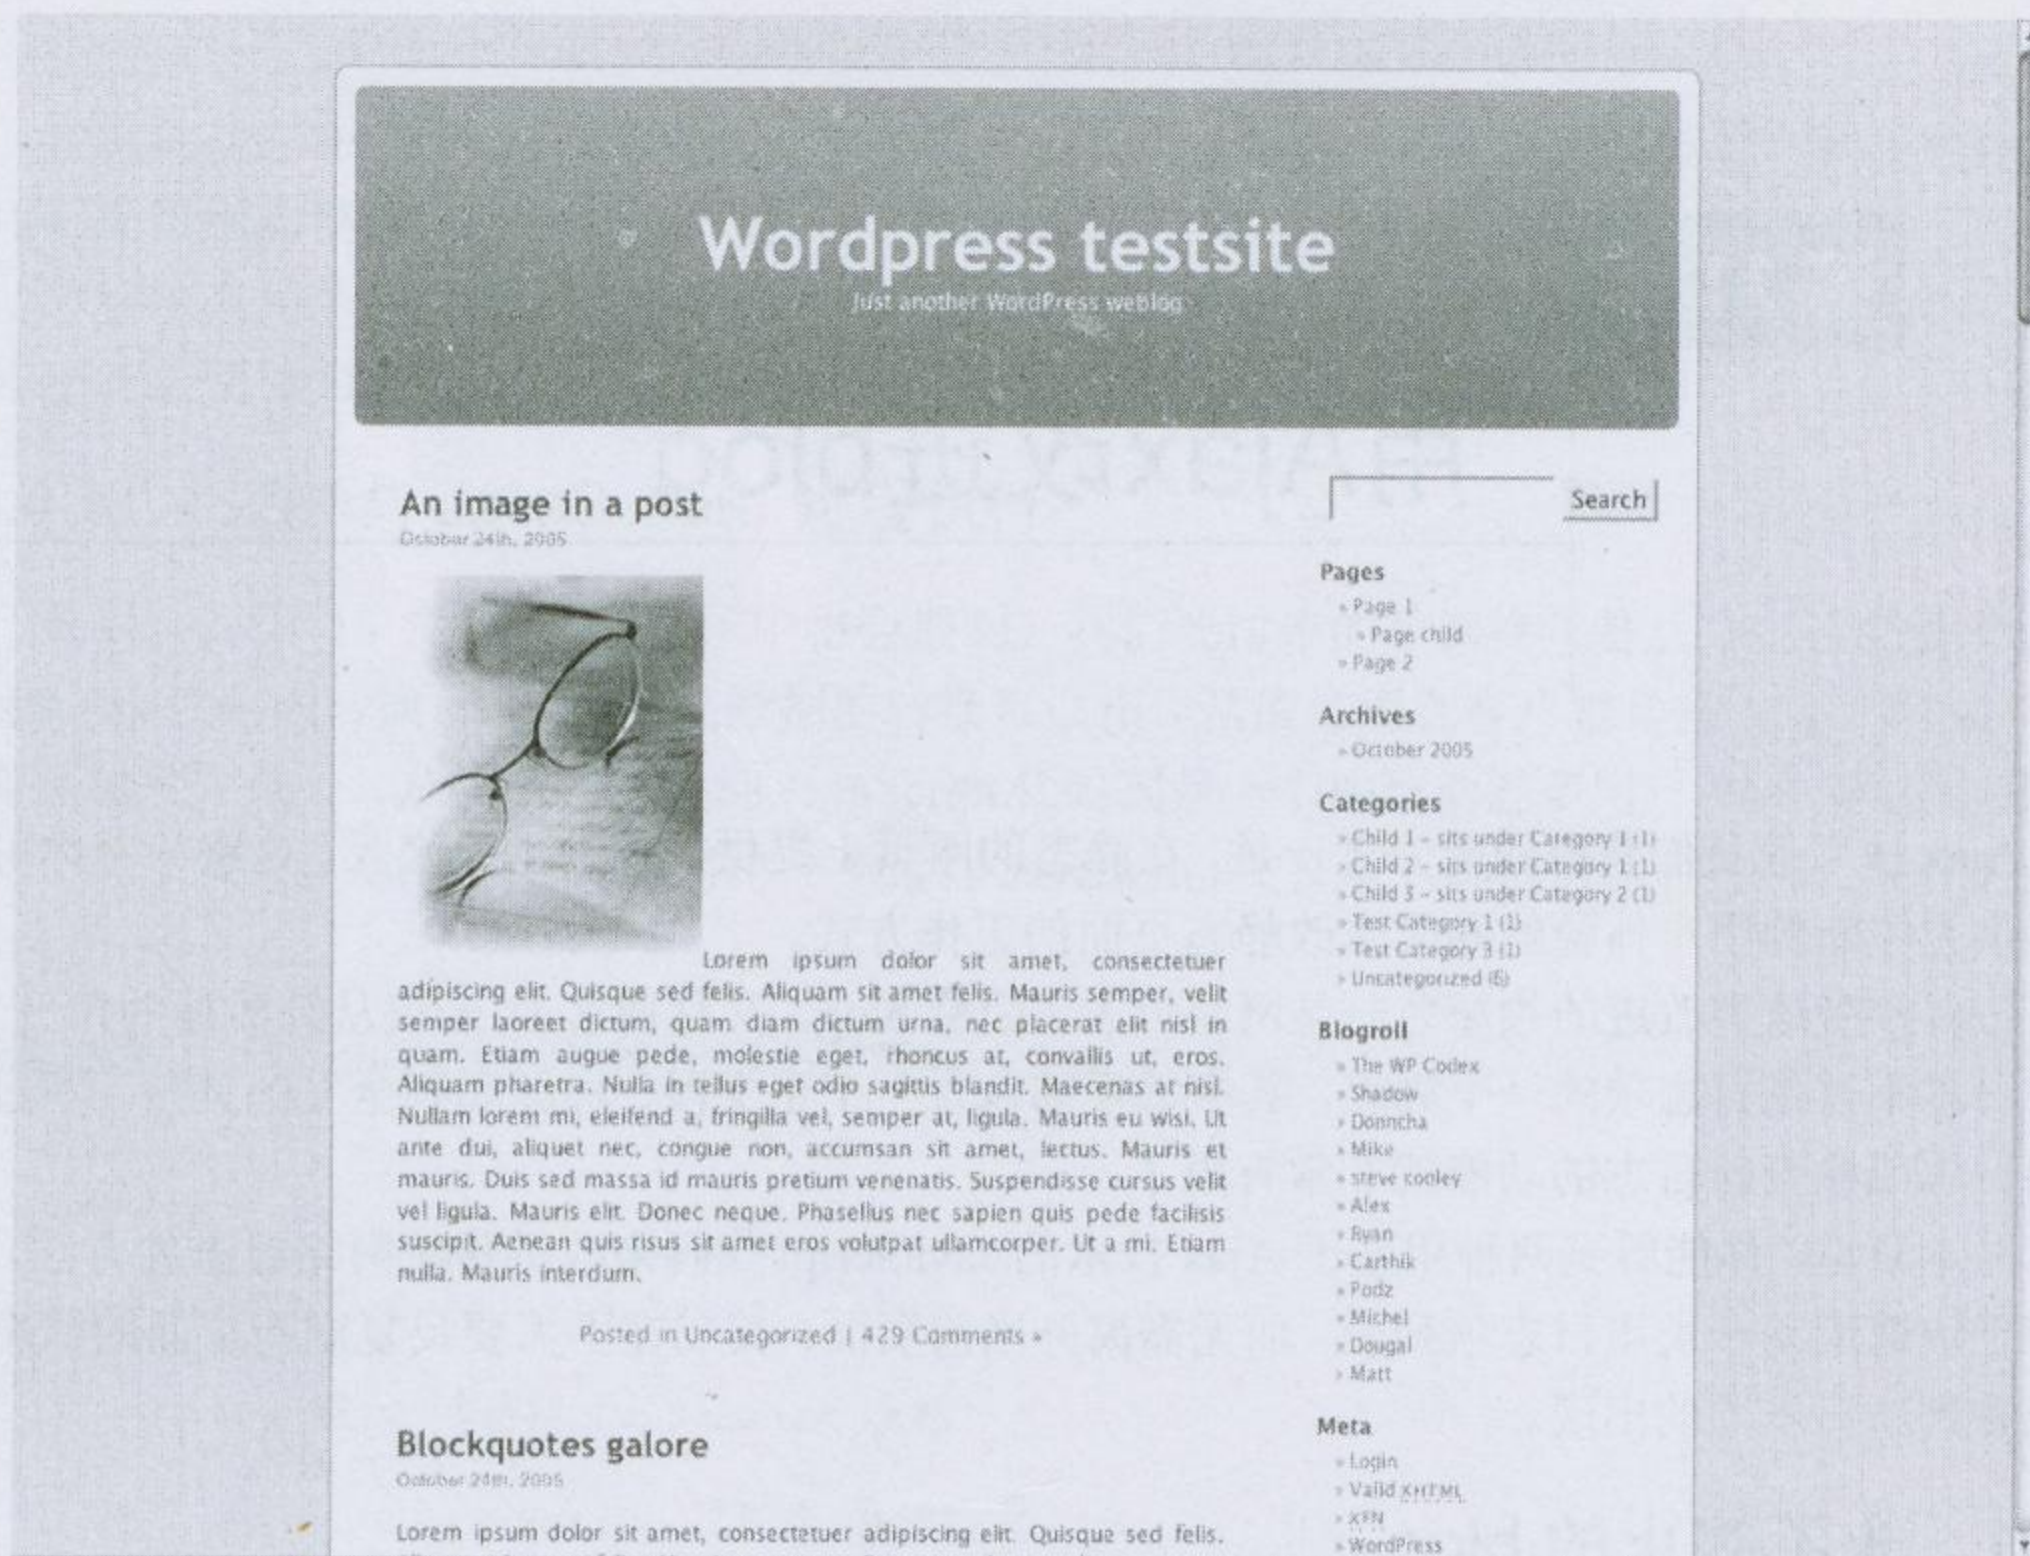 Wordpress testsite
Just another WordPress weblog
An image in a post
October 24th, 2005
Lorem ipsum dolor sit amet, consectetuer
adipiscing elit. Quisque sed felis. Aliquam sit amet felis. Mauris semper, velit
semper laoreet dictum, quam diam dictum urna, nec placerat elit nisl in
quam. Etiam augue pede, molestie eget, rhoncus at, convallis ut, eros.
Aliquam pharetra. Nulla in tellus eget odio sagittis blandit. Maecenas at nisl.
Nullam lorem mi, eleifend a, fringilla vel, semper at, ligula. Mauris eu wisi. Ut
ante dui, aliquet nec, congue non, accumsan sit amet, lectus. Mauris et
mauris. Duis sed massa id mauris pretium venenatis. Suspendisse cursus velit
vel ligula. Mauris elit. Donec neque. Phasellus nec sapien quis pede facilisis
suscipit. Aenean quis risus sit amet eros volutpat ullamcorper. Ut a mi. Etiam
nulla. Mauris interdum.
Posted in Uncategorized | 429 Comments »
Blockquotes galore
October 24th, 2005
Lorem ipsum dolor sit amet, consectetuer adipiscing elit. Quisque sed felis.
Search
Pages
» Page 1
» Page child
» Page 2
Archives
» October 2005
Categories
» Child 1 – sits under Category 1 (1)
» Child 2 – sits under Category 1 (1)
» Child 3 – sits under Category 2 (1)
» Test Category 1 (1)
» Test Category 3 (1)
» Uncategorized (6)
Blogroll
» The WP Codex
» Shadow
» Donncha
» Mike
» steve cooley
» Alex
» Ryan
» Carthik
» Podz
» Michel
» Dougal
» Matt
Meta
» Login
» Valid XHTML
» XFN
» WordPress